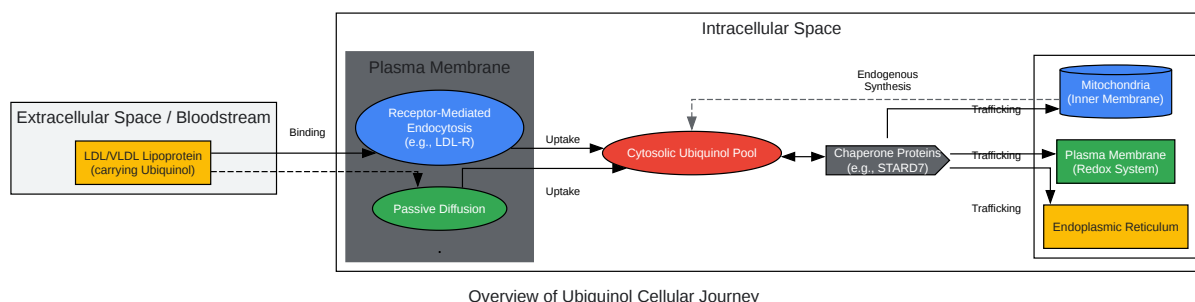 Intracellular Space
Plasma Membrane
Extracellular Space / Bloodstream
LDL/VLDL Lipoprotein
(carrying Ubiquinol)
Binding
Receptor-Mediated
Endocytosis
(e.g., LDL-R)
Passive Diffusion
.
Uptake
Uptake
Cytosolic Ubiquinol Pool
Endogenous
Synthesis
Chaperone Proteins
(e.g., STARD7)
Trafficking
Trafficking
Trafficking
Mitochondria
(Inner Membrane)
Plasma Membrane
(Redox System)
Endoplasmic Reticulum
Overview of Ubiquinol Cellular Journey